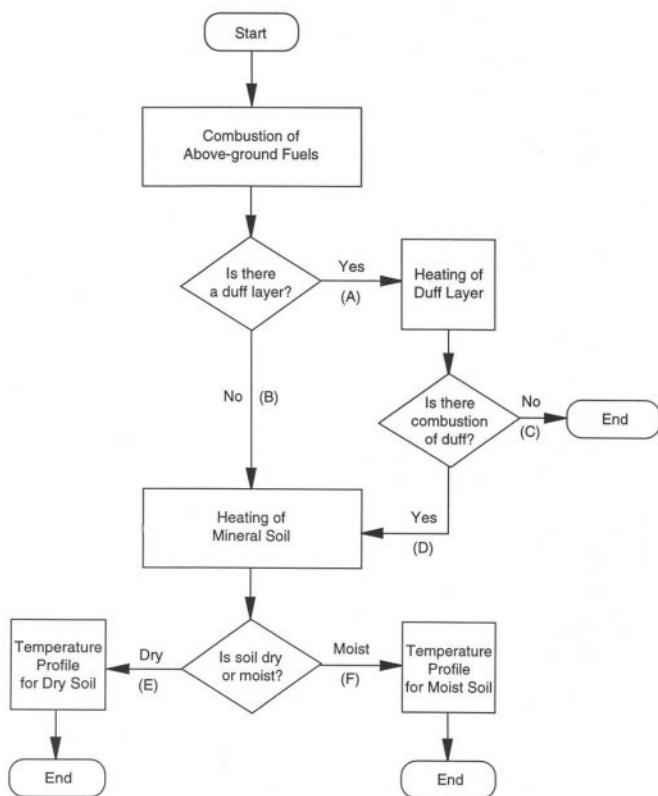 Start
Combustion of
Above-ground Fuels
Is there
a duff layer?
Yes
(A)
Heating of
Duff Layer
No
(B)
Is there
combustion
of duff?
No
(C)
End
Heating of
Mineral Soil
Yes
(D)
Temperature
Profile
for Dry Soil
Dry
(E)
Is soil dry
or moist?
Moist
(F)
Temperature
Profile
for Moist Soil
End
End